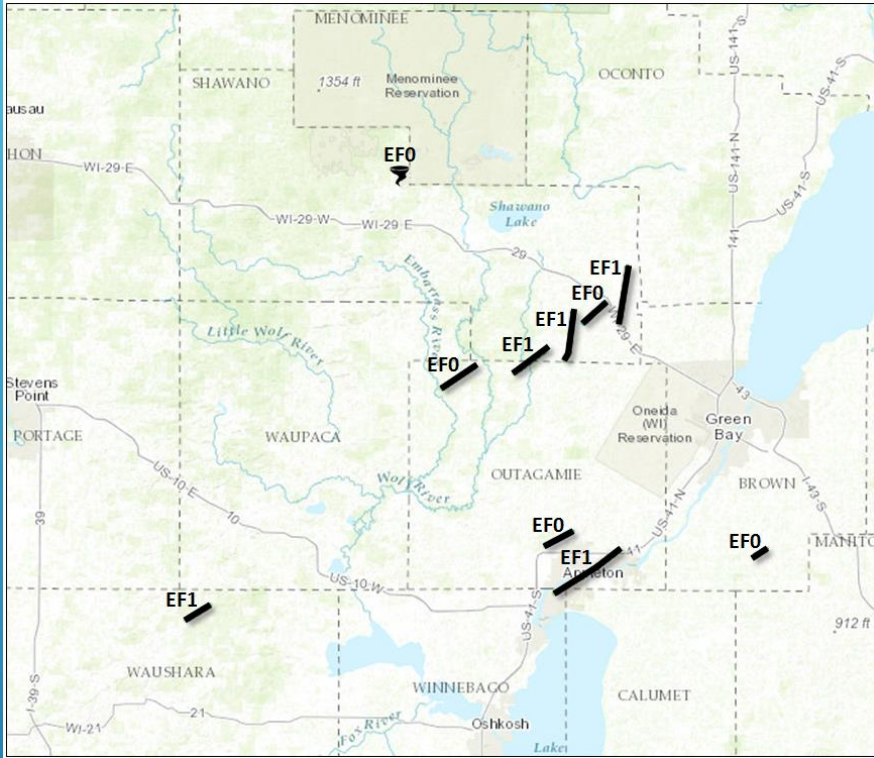 MENOMINEE
SHAWANO
1354 ft
Menominee
Reservation
OCONTO
US-141-S
US-41-S
ausau
HON
WI-29-E
EF0
US-141-N
US-41-S
WI-29-W
WI-29-E
Shawano
Lake
141
29
Embarrass River
EF1
EF0
EF1
WI-29-E
Little Wolf River
EF1
EF0
Stevens
Point
43
Oneida
(WI)
Reservation
Green
Bay
PORTAGE
WAUPACA
US-10-E
Wolf River
OUTAGAMIE
US-41-N
BROWN
I-43-S
39
10
EF0
EF0
MANITO
EF1
41
Appleton
US-10-W
EF1
US-41-S
912 ft
WAUSHARA
I-39-S
WINNEBAGO
CALUMET
21
WI-21
Fox River
Oshkosh
Lake